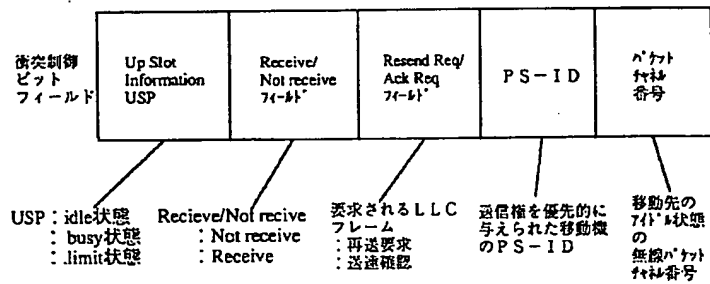 衝突制御
ビット
フィールド
Up Slot
Information
USP
Receive/
Not receive
フィールド
Resend Req/
Ack Req
フィールド
PS-ID
パケット
チャネル
番号
USP：idle状態
：busy状態
：limit状態
Recieve/Not recive
：Not receive
：Receive
要求されるLLC
フレーム
：再送要求
：送達確認
送信権を優先的に
与えられた移動機
のPS-ID
移動先の
アイドル状態
の
無線パケット
チャネル番号